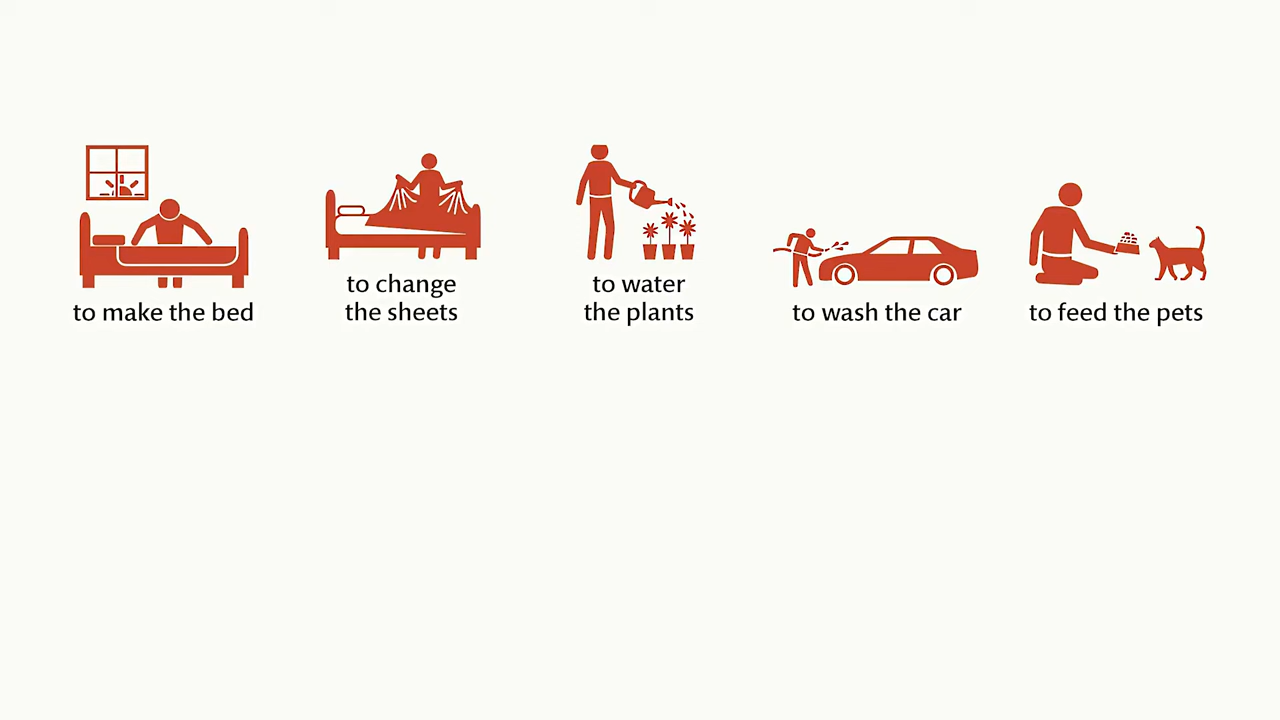 to make the bed
to change
the sheets
to water
the plants
to wash the car
to feed the pets